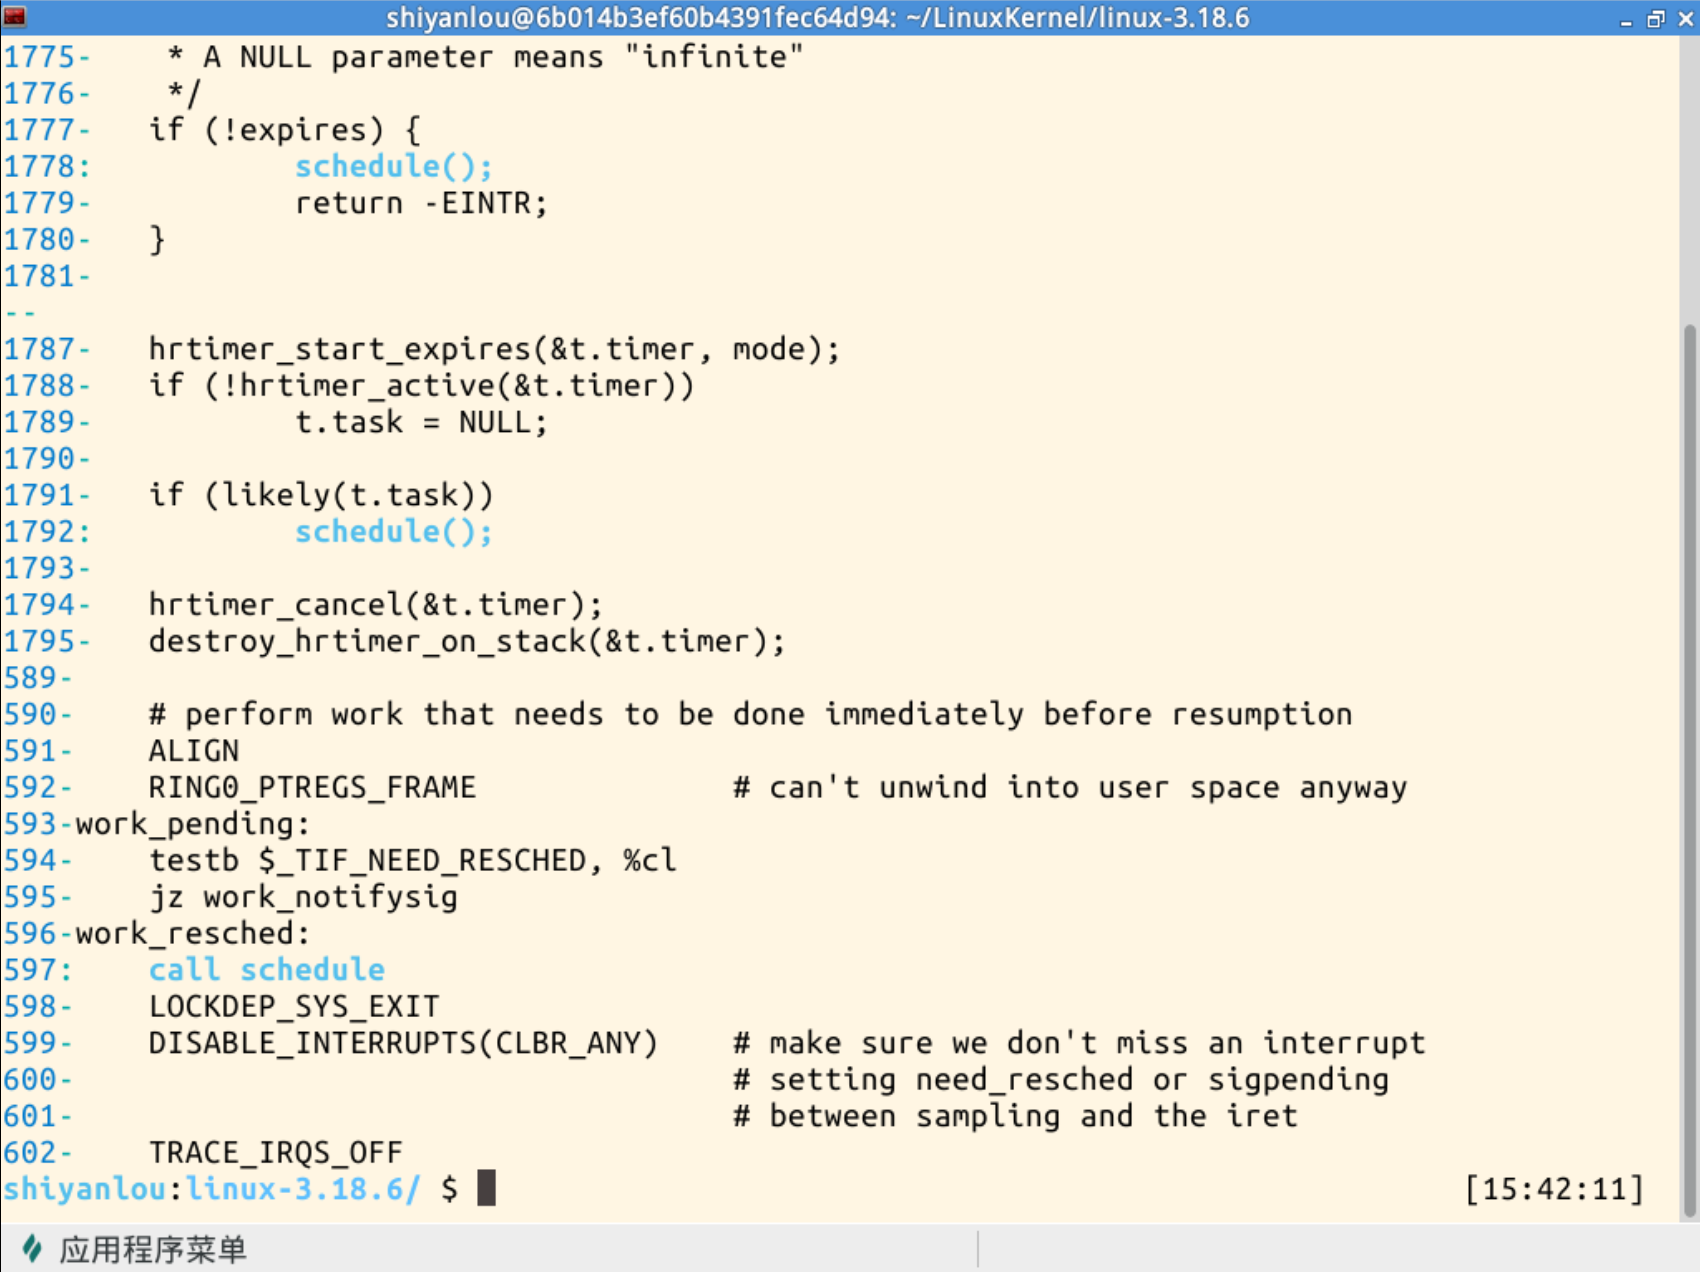 shiyanlou@6b014b3ef60b4391fec64d94: ~/LinuxKernel/linux-3.18.6
1775-     * A NULL parameter means "infinite"
1776-     */
1777-    if (!expires) {
1778:            schedule();
1779-            return -EINTR;
1780-    }
1781-
--
1787-    hrtimer_start_expires(&t.timer, mode);
1788-    if (!hrtimer_active(&t.timer))
1789-            t.task = NULL;
1790-
1791-    if (likely(t.task))
1792:            schedule();
1793-
1794-    hrtimer_cancel(&t.timer);
1795-    destroy_hrtimer_on_stack(&t.timer);
589-
590-    # perform work that needs to be done immediately before resumption
591-    ALIGN
592-    RING0_PTREGS_FRAME              # can't unwind into user space anyway
593-work_pending:
594-    testb $_TIF_NEED_RESCHED, %cl
595-    jz work_notifysig
596-work_resched:
597:    call schedule
598-    LOCKDEP_SYS_EXIT
599-    DISABLE_INTERRUPTS(CLBR_ANY)    # make sure we don't miss an interrupt
600-                                    # setting need_resched or sigpending
601-                                    # between sampling and the iret
602-    TRACE_IRQS_OFF
shiyanlou:linux-3.18.6/ $ [15:42:11]
应用程序菜单